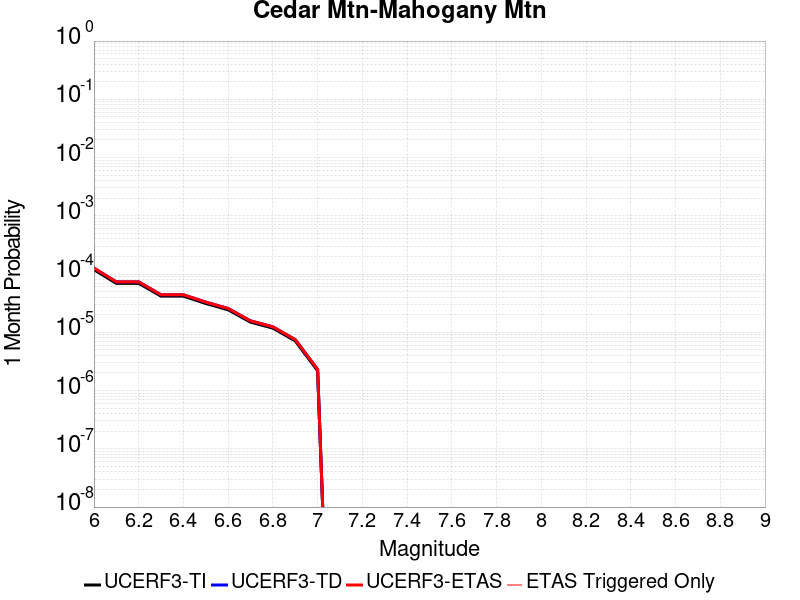 Cedar Mtn-Mahogany Mtn
10^0
10^-1
10^-2
10^-3
10^-4
10^-5
10^-6
10^-7
10^-8
1 Month Probability
6 6.2 6.4 6.6 6.8 7 7.2 7.4 7.6 7.8 8 8.2 8.4 8.6 8.8 9
Magnitude
UCERF3-TI UCERF3-TD UCERF3-ETAS ETAS Triggered Only